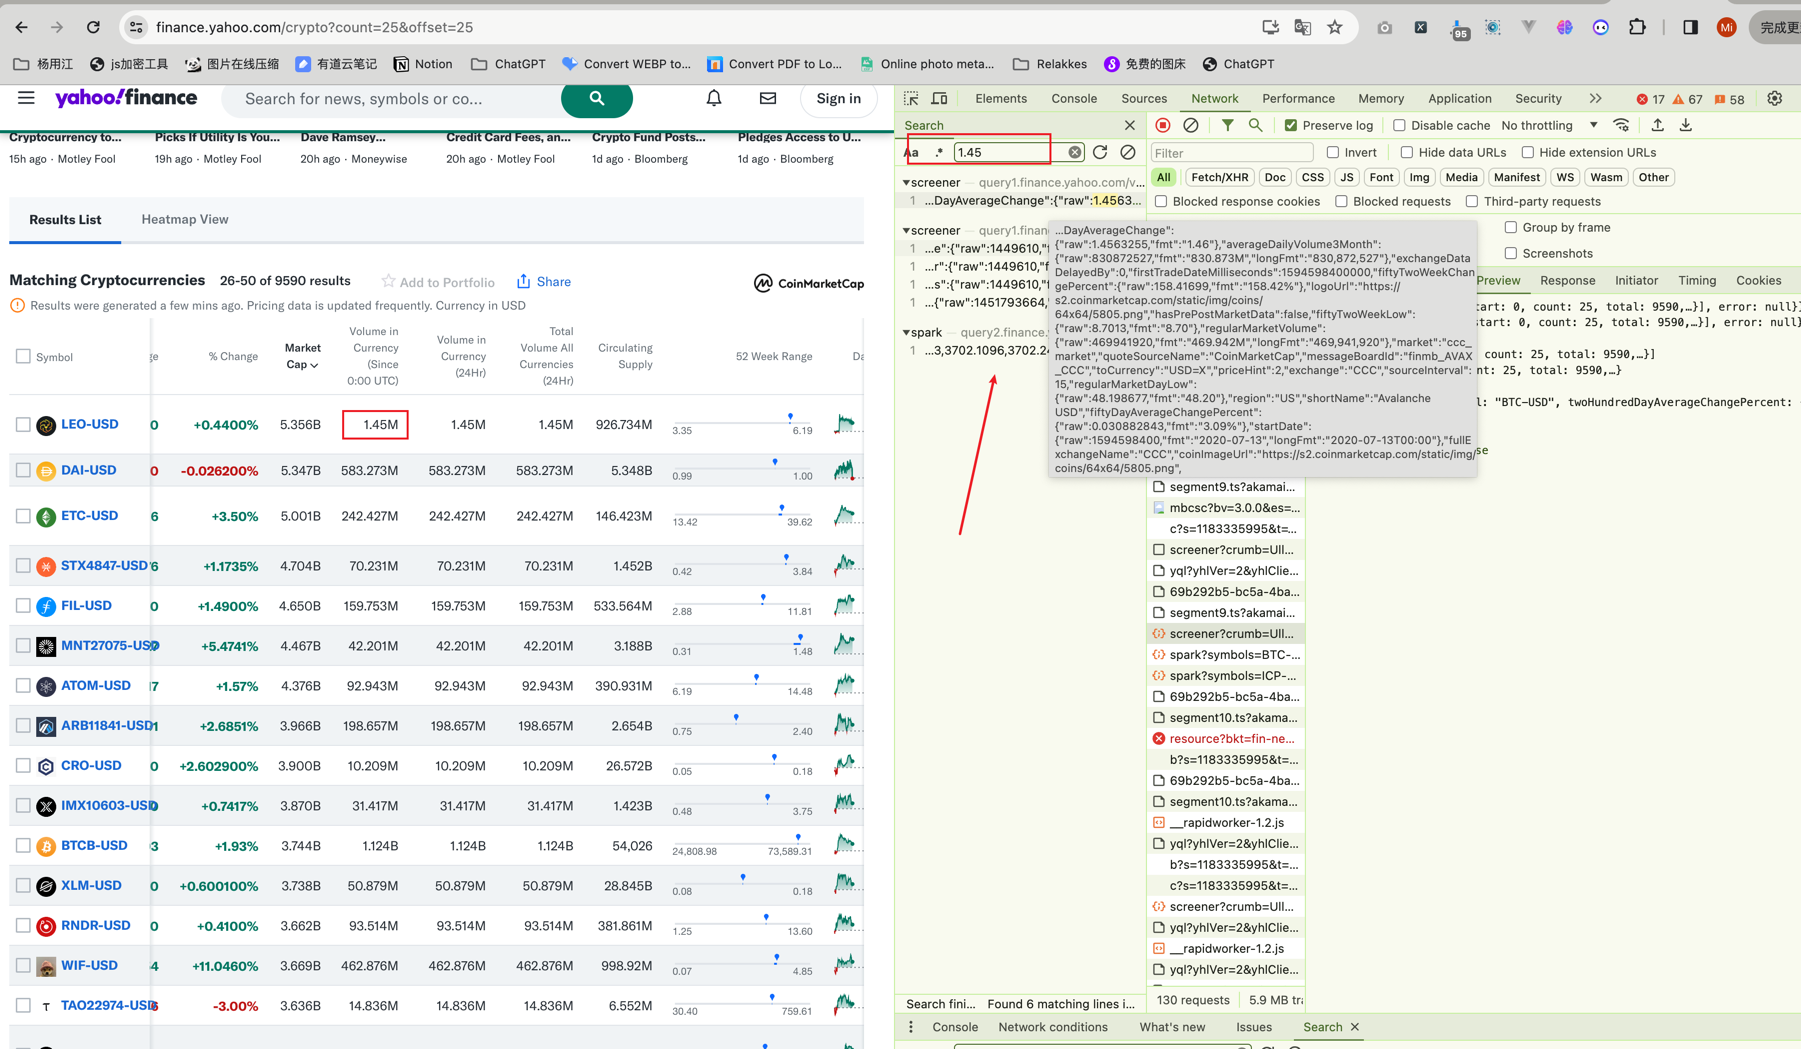 finance.yahoo.com/crypto?count=25&offset=25
95
Mi
完成更
杨用江
js加密工具
图片在线压缩
有道云笔记
Notion
ChatGPT
Convert WEBP to...
Convert PDF to Lo...
Online photo meta...
Relakkes
免费的图床
ChatGPT
yahoo!finance
Search for news, symbols or co...
Sign in
Cryptocurrency to...
Picks If Utility Is You...
Dave Ramsey...
Credit Card Fees, an...
Crypto Fund Posts...
Pledges Access to U...
15h ago · Motley Fool
19h ago · Motley Fool
20h ago · Moneywise
20h ago · Motley Fool
1d ago · Bloomberg
1d ago · Bloomberg
Results List
Heatmap View
Matching Cryptocurrencies 26-50 of 9590 results
Add to Portfolio
Share
CoinMarketCap
Results were generated a few mins ago. Pricing data is updated frequently. Currency in USD
Symbol
ge
% Change
Market Cap
Volume in Currency (Since 0:00 UTC)
Volume in Currency (24Hr)
Total Volume All Currencies (24Hr)
Circulating Supply
52 Week Range
Da
LEO-USD 0 +0.4400% 5.356B 1.45M 1.45M 1.45M 926.734M 3.35 6.19
DAI-USD 0 -0.026200% 5.347B 583.273M 583.273M 583.273M 5.348B 0.99 1.00
ETC-USD 6 +3.50% 5.001B 242.427M 242.427M 242.427M 146.423M 13.42 39.62
STX4847-USD 6 +1.1735% 4.704B 70.231M 70.231M 70.231M 1.452B 0.42 3.84
FIL-USD 0 +1.4900% 4.650B 159.753M 159.753M 159.753M 533.564M 2.88 11.81
MNT27075-USD +5.4741% 4.467B 42.201M 42.201M 42.201M 3.188B 0.31 1.48
ATOM-USD 17 +1.57% 4.376B 92.943M 92.943M 92.943M 390.931M 6.19 14.48
ARB11841-USD 1 +2.6851% 3.966B 198.657M 198.657M 198.657M 2.654B 0.75 2.40
CRO-USD 0 +2.602900% 3.900B 10.209M 10.209M 10.209M 26.572B 0.05 0.18
IMX10603-USD +0.7417% 3.870B 31.417M 31.417M 31.417M 1.423B 0.48 3.75
BTCB-USD 3 +1.93% 3.744B 1.124B 1.124B 1.124B 54,026 24,808.98 73,589.31
XLM-USD 0 +0.600100% 3.738B 50.879M 50.879M 50.879M 28.845B 0.08 0.18
RNDR-USD 0 +0.4100% 3.662B 93.514M 93.514M 93.514M 381.861M 1.25 13.60
WIF-USD 4 +11.0460% 3.669B 462.876M 462.876M 462.876M 998.92M 0.07 4.85
TAO22974-USD 6 -3.00% 3.636B 14.836M 14.836M 14.836M 6.552M 30.40 759.61
Elements Console Sources Network Performance Memory Application Security
17 67 58
Search
Preserve log
Disable cache
No throttling
Aa .* 1.45
Filter
Invert
Hide data URLs
Hide extension URLs
All Fetch/XHR Doc CSS JS Font Img Media Manifest WS Wasm Other
Blocked response cookies
Blocked requests
Third-party requests
Group by frame
Screenshots
screener — query1.finance.yahoo.com/v...
1 ...DayAverageChange":{"raw":1.4563...
screener — query1.finan
1 ...e":{"raw":1449610,"f
1 ...r":{"raw":1449610,"f
1 ...s":{"raw":1449610,"f
1 ...{"raw":1451793664,
spark — query2.finance.
1 ...3,3702.1096,3702.24
...DayAverageChange":
{"raw":1.4563255,"fmt":"1.46"},"averageDailyVolume3Month":
{"raw":830872527,"fmt":"830.873M","longFmt":"830,872,527"},"exchangeData
DelayedBy":0,"firstTradeDateMilliseconds":1594598400000,"fiftyTwoWeekChan
gePercent":{"raw":158.41699,"fmt":"158.42%"},"logoUrl":"https://
s2.coinmarketcap.com/static/img/coins/
64x64/5805.png","hasPrePostMarketData":false,"fiftyTwoWeekLow":
{"raw":8.7013,"fmt":"8.70"},"regularMarketVolume":
{"raw":469941920,"fmt":"469.942M","longFmt":"469,941,920"},"market":"ccc_
market","quoteSourceName":"CoinMarketCap","messageBoardId":"finmb_AVAX
_CCC","toCurrency":"USD=X","priceHint":2,"exchange":"CCC","sourceInterval":
15,"regularMarketDayLow":
{"raw":48.198677,"fmt":"48.20"},"region":"US","shortName":"Avalanche
USD","fiftyDayAverageChangePercent":
{"raw":0.030882843,"fmt":"3.09%"},"startDate":
{"raw":1594598400,"fmt":"2020-07-13","longFmt":"2020-07-13T00:00"},"fullE
xchangeName":"CCC","coinImageUrl":"https://s2.coinmarketcap.com/static/img/
coins/64x64/5805.png",
Preview Response Initiator Timing Cookies
tart: 0, count: 25, total: 9590,…}], error: null}
start: 0, count: 25, total: 9590,…}], error: null}
count: 25, total: 9590,…}]
nt: 25, total: 9590,…}
l: "BTC-USD", twoHundredDayAverageChangePercent:
se
segment9.ts?akamai...
mbcsc?bv=3.0.0&es=...
c?s=1183335995&t=...
screener?crumb=Ull...
yql?yhlVer=2&yhlClie...
69b292b5-bc5a-4ba...
segment9.ts?akamai...
screener?crumb=Ull...
spark?symbols=BTC-...
spark?symbols=ICP-...
69b292b5-bc5a-4ba...
segment10.ts?akama...
resource?bkt=fin-ne...
b?s=1183335995&t=...
69b292b5-bc5a-4ba...
segment10.ts?akama...
__rapidworker-1.2.js
yql?yhlVer=2&yhlClie...
b?s=1183335995&t=...
c?s=1183335995&t=...
screener?crumb=Ull...
yql?yhlVer=2&yhlClie...
__rapidworker-1.2.js
yql?yhlVer=2&yhlClie...
Search fini... Found 6 matching lines i...
130 requests 5.9 MB tra
Console Network conditions What's new Issues Search